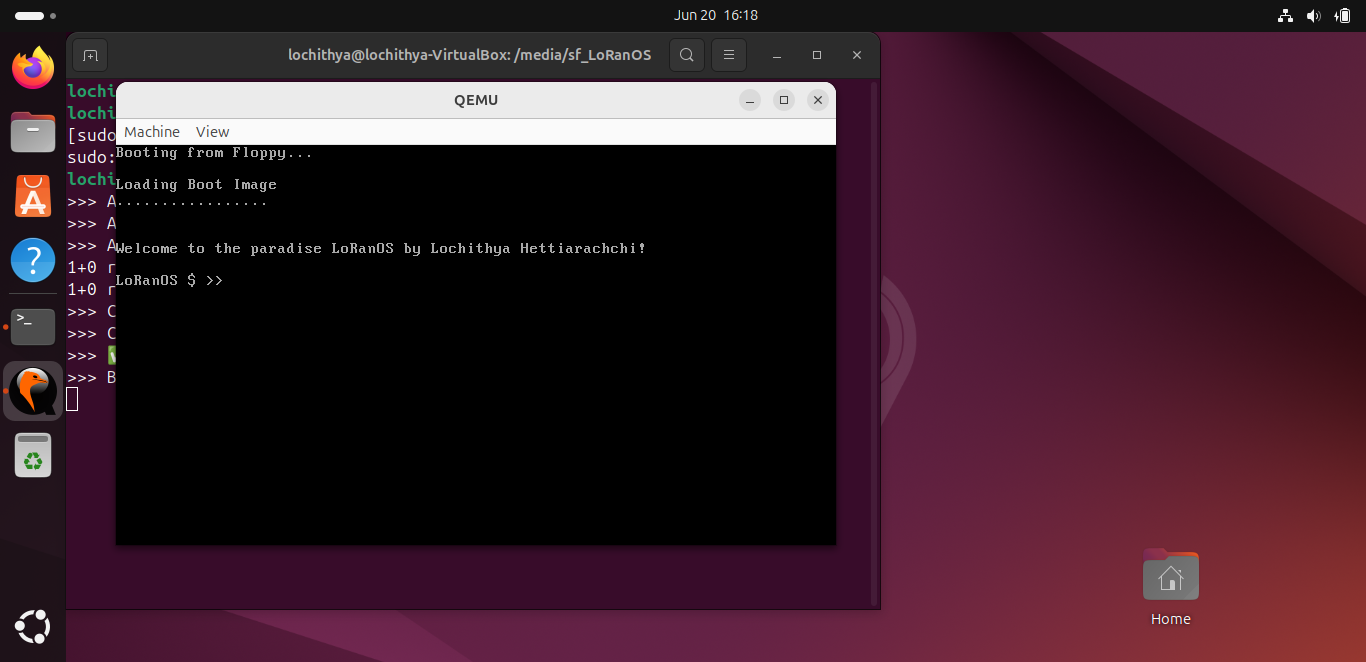 Jun 20 16:18
lochithya@lochithya-VirtualBox: /media/sf_LoRanOS
lochi
lochi
[sudo
sudo:
lochi
>>> A
>>> A
>>> A
1+0 r
1+0 r
>>> C
>>> C
>>>
>>> B
QEMU
Machine View
Booting from Floppy...
Loading Boot Image
.................
Welcome to the paradise LoRanOS by Lochithya Hettiarachchi!
LoRanOS $ >>
Home